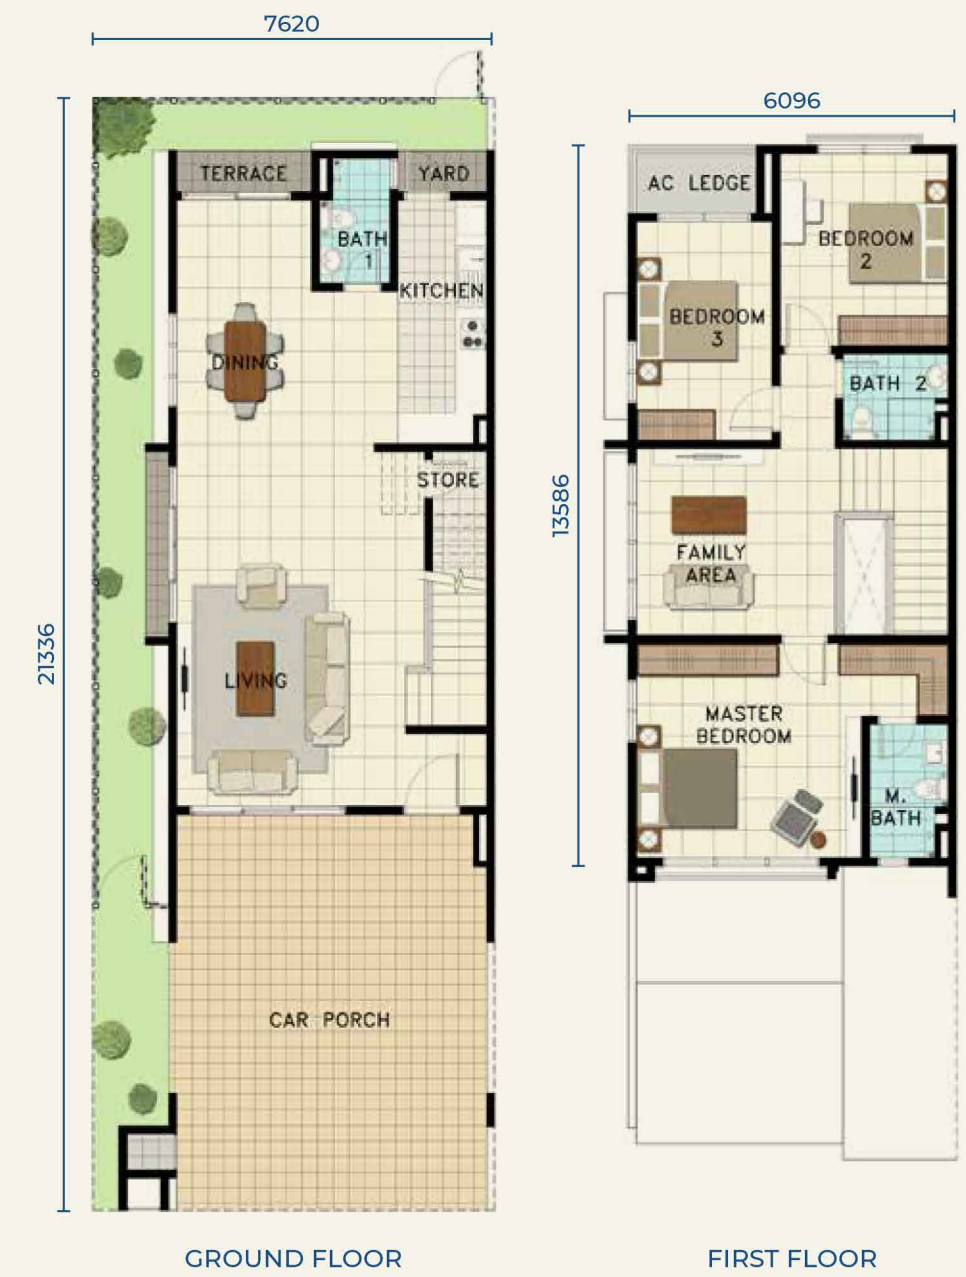 7620
21336
TERRACE
YARD
BATH
1
KITCHEN
DINING
STORE
LIVING
CAR PORCH
GROUND FLOOR
6096
13586
AC LEDGE
BEDROOM
2
BEDROOM
3
BATH 2
FAMILY
AREA
MASTER
BEDROOM
M.
BATH
FIRST FLOOR